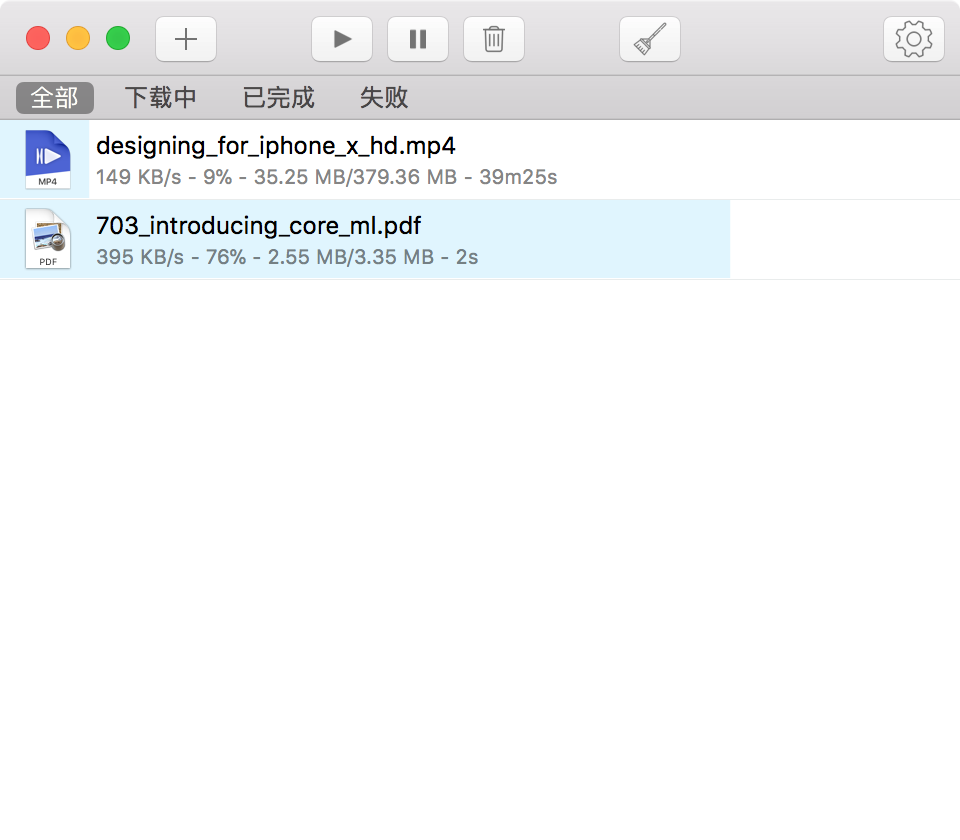 全部 下载中 已完成 失败
designing_for_iphone_x_hd.mp4
MP4
149 KB/s - 9% - 35.25 MB/379.36 MB - 39m25s
703_introducing_core_ml.pdf
PDF
395 KB/s - 76% - 2.55 MB/3.35 MB - 2s